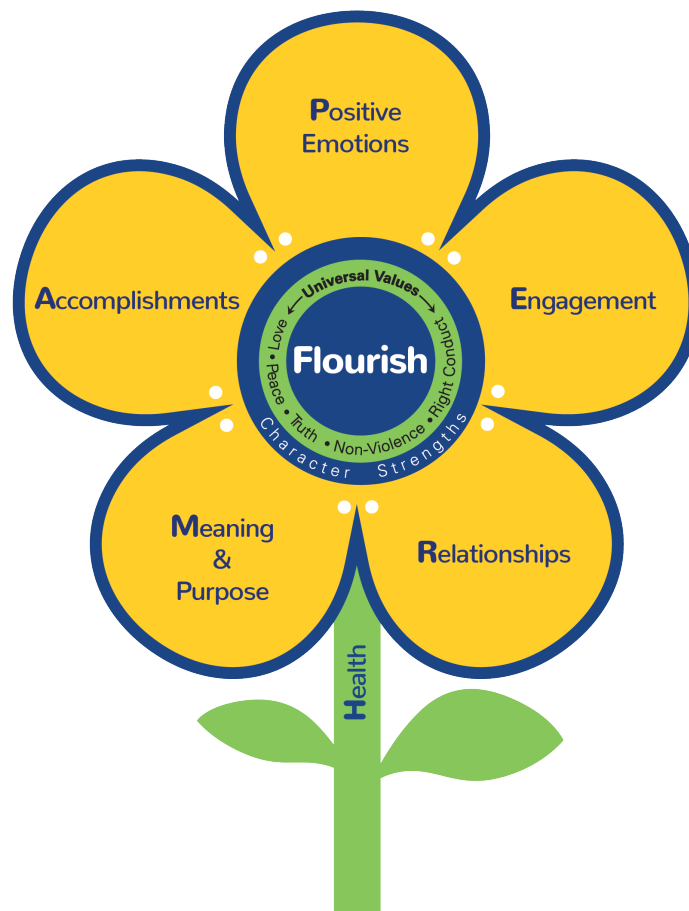 Positive
Emotions
Accomplishments
Engagement
Universal Values
Love • Peace • Truth • Non-Violence • Right Conduct
Flourish
Character Strengths
Meaning
&
Purpose
Relationships
Health